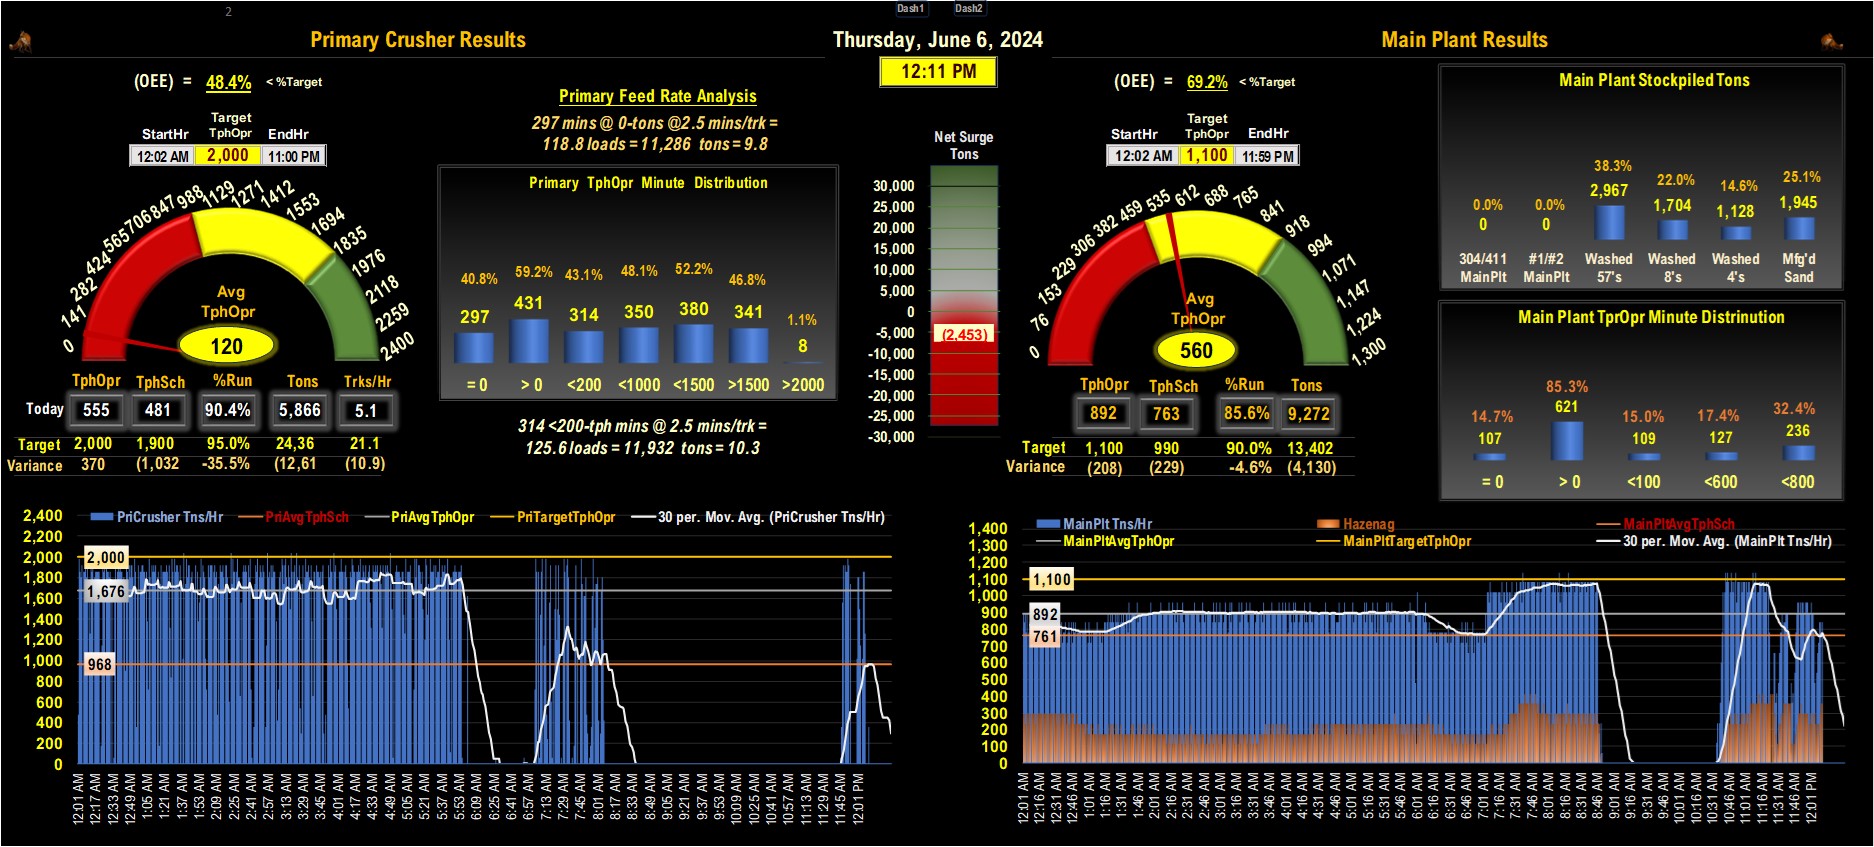 2
Dash1 Dash2
Primary Crusher Results
Thursday, June 6, 2024
Main Plant Results
12:11 PM
(OEE) = 48.4% < %Target
Target
StartHr TphOpr EndHr
12:02 AM 2,000 11:00 PM
0 141 282 424 565 706 847 988 1129 1271 1412 1553 1694 1835 1976 2118 2259 2400
Avg
TphOpr
120
TphOpr TphSch %Run Tons Trks/Hr
Today 555 481 90.4% 5,866 5.1
Target 2,000 1,900 95.0% 24,36 21.1
Variance 370 (1,032 -35.5% (12,61 (10.9)
Primary Feed Rate Analysis
297 mins @ 0-tons @2.5 mins/trk =
118.8 loads = 11,286 tons = 9.8
Primary TphOpr Minute Distribution
40.8% 59.2% 43.1% 48.1% 52.2% 46.8% 1.1%
297 431 314 350 380 341 8
= 0 > 0 <200 <1000 <1500 >1500 >2000
314 <200-tph mins @ 2.5 mins/trk =
125.6 loads = 11,932 tons = 10.3
Net Surge
Tons
30,000
25,000
20,000
15,000
10,000
5,000
0
-5,000
-10,000
-15,000
-20,000
-25,000
-30,000
(2,453)
(OEE) = 69.2% < %Target
Target
StartHr TphOpr EndHr
12:02 AM 1,100 11:59 PM
0 76 153 229 306 382 459 535 612 688 765 841 918 994 1,071 1,147 1,224 1,300
Avg
TphOpr
560
TphOpr TphSch %Run Tons
892 763 85.6% 9,272
Target 1,100 990 90.0% 13,402
Variance (208) (229) -4.6% (4,130)
Main Plant Stockpiled Tons
0.0% 0.0% 38.3% 22.0% 14.6% 25.1%
0 0 2,967 1,704 1,128 1,945
304/411 #1/#2 Washed Washed Washed Mfg'd
MainPlt MainPlt 57's 8's 4's Sand
Main Plant TprOpr Minute Distrinution
14.7% 85.3% 15.0% 17.4% 32.4%
107 621 109 127 236
= 0 > 0 <100 <600 <800
PriCrusher Tns/Hr PriAvgTphSch PriAvgTphOpr PriTargetTphOpr 30 per. Mov. Avg. (PriCrusher Tns/Hr)
2,400
2,200
2,000
1,800
1,600
1,400
1,200
1,000
800
600
400
200
0
2,000
1,676
968
12:01 AM 12:17 AM 12:33 AM 12:49 AM 1:05 AM 1:21 AM 1:37 AM 1:53 AM 2:09 AM 2:25 AM 2:41 AM 2:57 AM 3:13 AM 3:29 AM 3:45 AM 4:01 AM 4:17 AM 4:33 AM 4:49 AM 5:05 AM 5:21 AM 5:37 AM 5:53 AM 6:09 AM 6:25 AM 6:41 AM 6:57 AM 7:13 AM 7:29 AM 7:45 AM 8:01 AM 8:17 AM 8:33 AM 8:49 AM 9:05 AM 9:21 AM 9:37 AM 9:53 AM 10:09 AM 10:25 AM 10:41 AM 10:57 AM 11:13 AM 11:29 AM 11:45 AM 12:01 PM
MainPlt Tns/Hr Hazenag MainPltAvgTphSch
MainPltAvgTphOpr MainPltTargetTphOpr 30 per. Mov. Avg. (MainPlt Tns/Hr)
1,400
1,300
1,200
1,100
1,000
900
800
700
600
500
400
300
200
100
0
1,100
892
761
12:01 AM 12:16 AM 12:31 AM 12:46 AM 1:01 AM 1:16 AM 1:31 AM 1:46 AM 2:01 AM 2:16 AM 2:31 AM 2:46 AM 3:01 AM 3:16 AM 3:31 AM 3:46 AM 4:01 AM 4:16 AM 4:31 AM 4:46 AM 5:01 AM 5:16 AM 5:31 AM 5:46 AM 6:01 AM 6:16 AM 6:31 AM 6:46 AM 7:01 AM 7:16 AM 7:31 AM 7:46 AM 8:01 AM 8:16 AM 8:31 AM 8:46 AM 9:01 AM 9:16 AM 9:31 AM 9:46 AM 10:01 AM 10:16 AM 10:31 AM 10:46 AM 11:01 AM 11:16 AM 11:31 AM 11:46 AM 12:01 PM